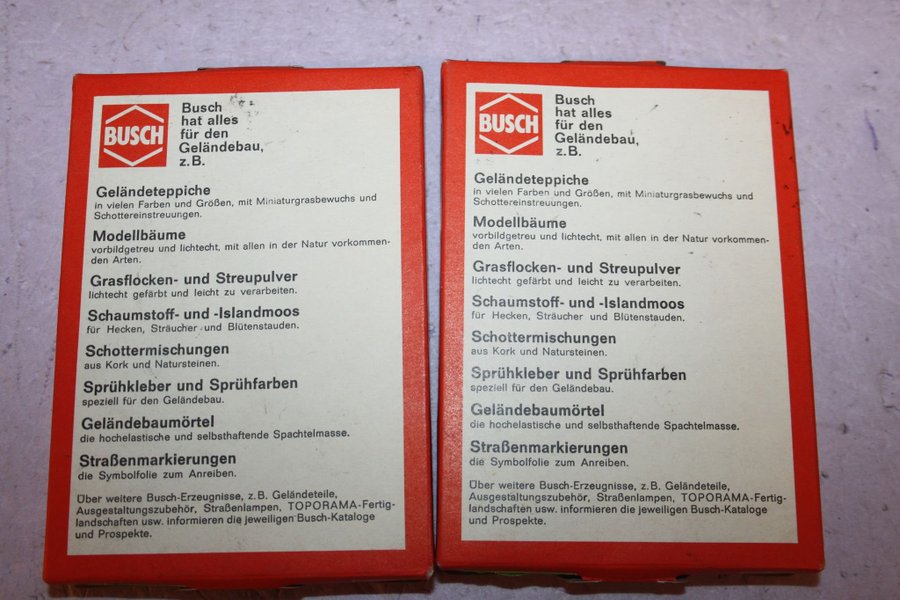 BUSCH
Busch
hat alles
für den
Geländebau,
z.B.
Geländeteppiche
in vielen Farben und Größen, mit Miniaturgrasbewuchs und
Schottereinstreuungen.
Modellbäume
vorbildgetreu und lichtecht, mit allen in der Natur vorkommen-
den Arten.
Grasflocken- und Streupulver
lichtecht gefärbt und leicht zu verarbeiten.
Schaumstoff- und -Islandmoos
für Hecken, Sträucher und Blütenstauden.
Schottermischungen
aus Kork und Natursteinen.
Sprühkleber und Sprühfarben
speziell für den Geländebau.
Geländebaumörtel
die hochelastische und selbsthaftende Spachtelmasse.
Straßenmarkierungen
die Symbolfolie zum Anreiben.
Über weitere Busch-Erzeugnisse, z.B. Geländeteile,
Ausgestaltungszubehör, Straßenlampen, TOPORAMA-Fertig-
landschaften usw. informieren die jeweiligen Busch-Kataloge
und Prospekte.
BUSCH
Busch
hat alles
für den
Geländebau,
z.B.
Geländeteppiche
in vielen Farben und Größen, mit Miniaturgrasbewuchs und
Schottereinstreuungen.
Modellbäume
vorbildgetreu und lichtecht, mit allen in der Natur vorkommen-
den Arten.
Grasflocken- und Streupulver
lichtecht gefärbt und leicht zu verarbeiten.
Schaumstoff- und -Islandmoos
für Hecken, Sträucher und Blütenstauden.
Schottermischungen
aus Kork und Natursteinen.
Sprühkleber und Sprühfarben
speziell für den Geländebau.
Geländebaumörtel
die hochelastische und selbsthaftende Spachtelmasse.
Straßenmarkierungen
die Symbolfolie zum Anreiben.
Über weitere Busch-Erzeugnisse, z.B. Geländeteile,
Ausgestaltungszubehör, Straßenlampen, TOPORAMA-Fertig-
landschaften usw. informieren die jeweiligen Busch-Kataloge
und Prospekte.